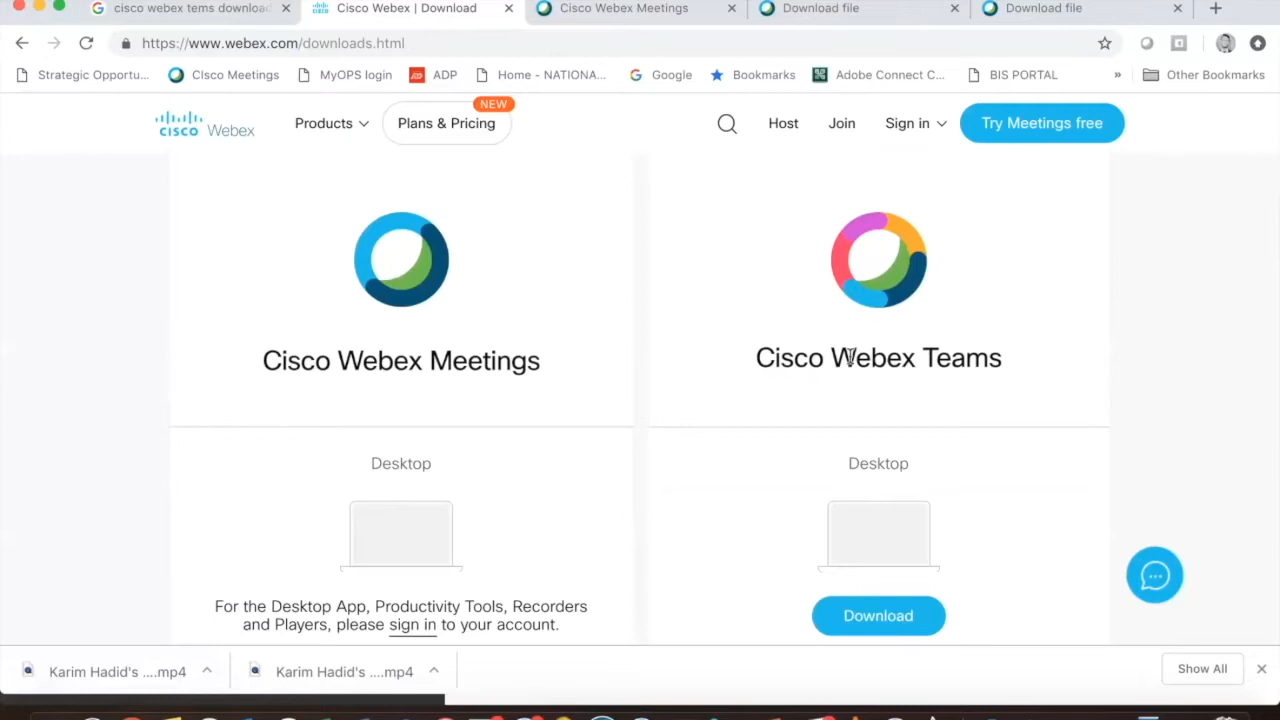 cisco webex tems download
Cisco Webex | Download
Cisco Webex Meetings
Download file
Download file
https://www.webex.com/downloads.html
Strategic Opportu...
CIsco Meetings
MyOPS login
ADP
Home - NATIONA...
Google
Bookmarks
Adobe Connect C...
BIS PORTAL
»
Other Bookmarks
CISCO Webex
Products
NEW
Plans & Pricing
Host
Join
Sign in
Try Meetings free
Cisco Webex Meetings
Cisco Webex Teams
Desktop
Desktop
For the Desktop App, Productivity Tools, Recorders
and Players, please sign in to your account.
Download
Karim Hadid's ....mp4
Karim Hadid's ....mp4
Show All